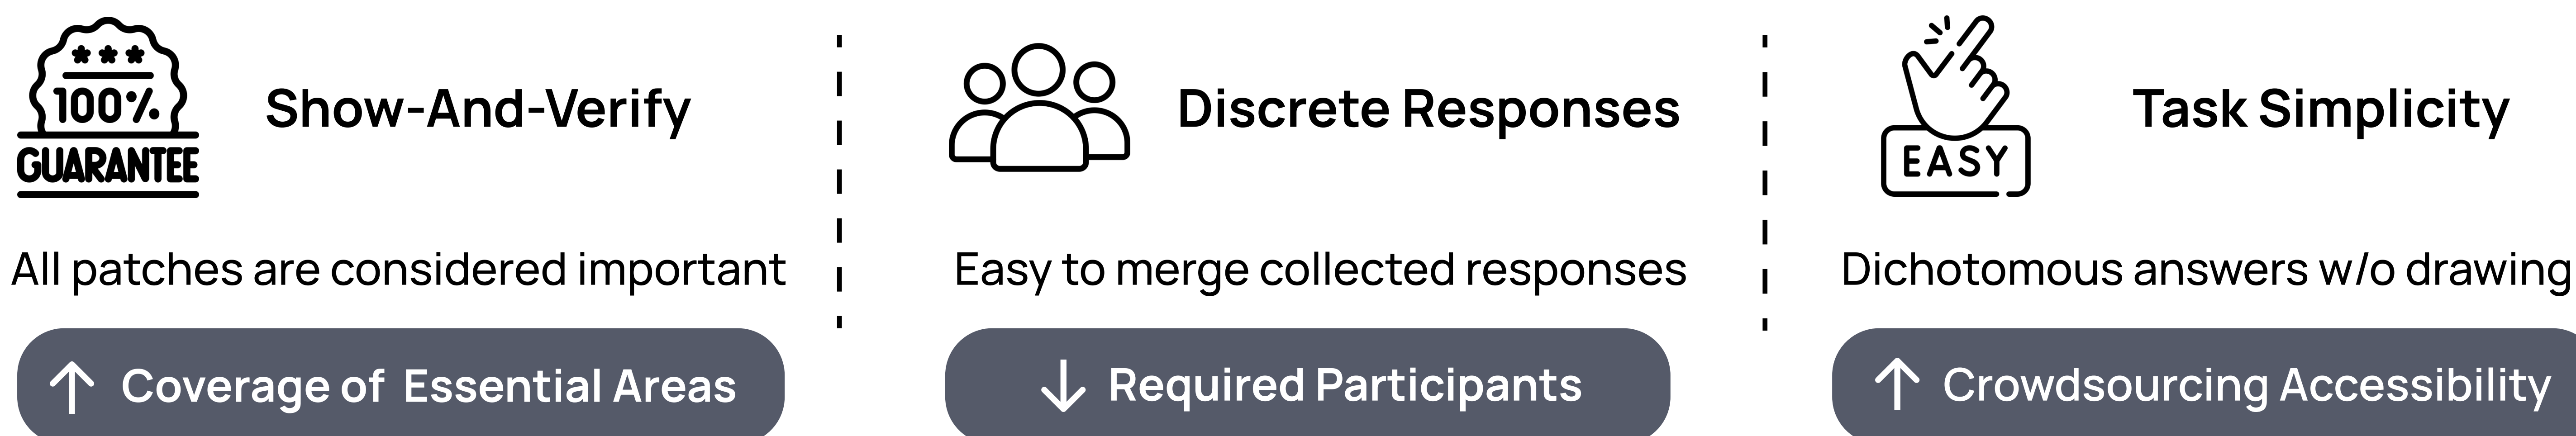 ***
100%
GUARANTEE
Show-And-Verify
All patches are considered important
↑ Coverage of Essential Areas
Discrete Responses
Easy to merge collected responses
↓ Required Participants
EASY
Task Simplicity
Dichotomous answers w/o drawing
↑ Crowdsourcing Accessibility